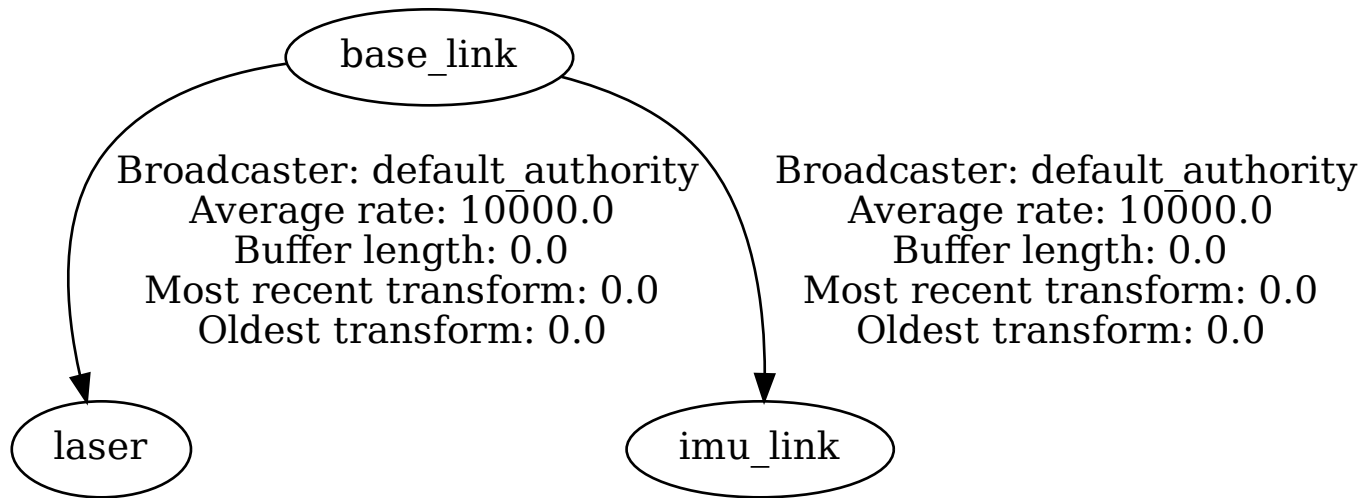 base_link
Broadcaster: default_authority
Average rate: 10000.0
Buffer length: 0.0
Most recent transform: 0.0
Oldest transform: 0.0
Broadcaster: default_authority
Average rate: 10000.0
Buffer length: 0.0
Most recent transform: 0.0
Oldest transform: 0.0
laser
imu_link